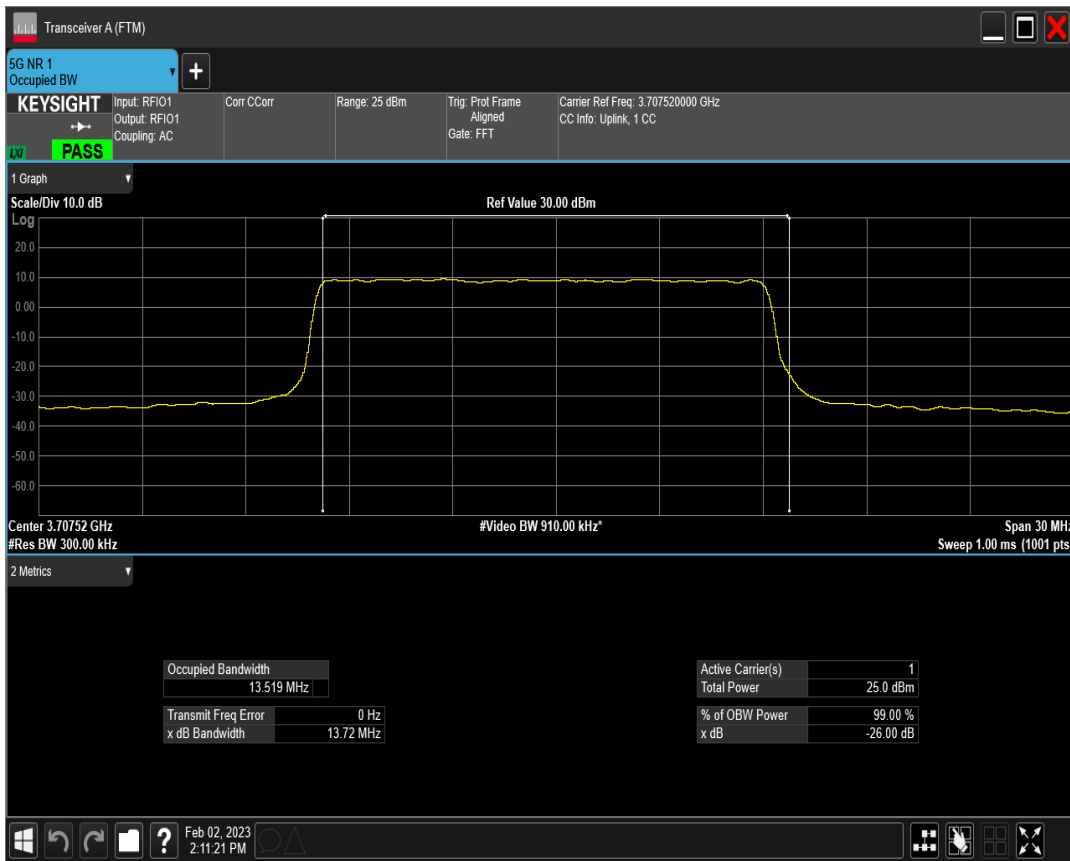 Transceiver A (FTM)
5G NR 1
Occupied BW
+
KEYSIGHT
LXI
PASS
Input: RFIO1
Output: RFIO1
Coupling: AC
Corr CCorr
Range: 25 dBm
Trig: Prot Frame
Aligned
Gate: FFT
Carrier Ref Freq: 3.707520000 GHz
CC Info: Uplink, 1 CC
1 Graph
Scale/Div 10.0 dB
Ref Value 30.00 dBm
Log
20.0
10.0
0.00
-10.0
-20.0
-30.0
-40.0
-50.0
-60.0
Center 3.70752 GHz
#Video BW 910.00 kHz*
Span 30 MHz
#Res BW 300.00 kHz
Sweep 1.00 ms (1001 pts
2 Metrics
Occupied Bandwidth
13.519 MHz
Transmit Freq Error 0 Hz
x dB Bandwidth 13.72 MHz
Active Carrier(s) 1
Total Power 25.0 dBm
% of OBW Power 99.00 %
x dB -26.00 dB
?
Feb 02, 2023
2:11:21 PM